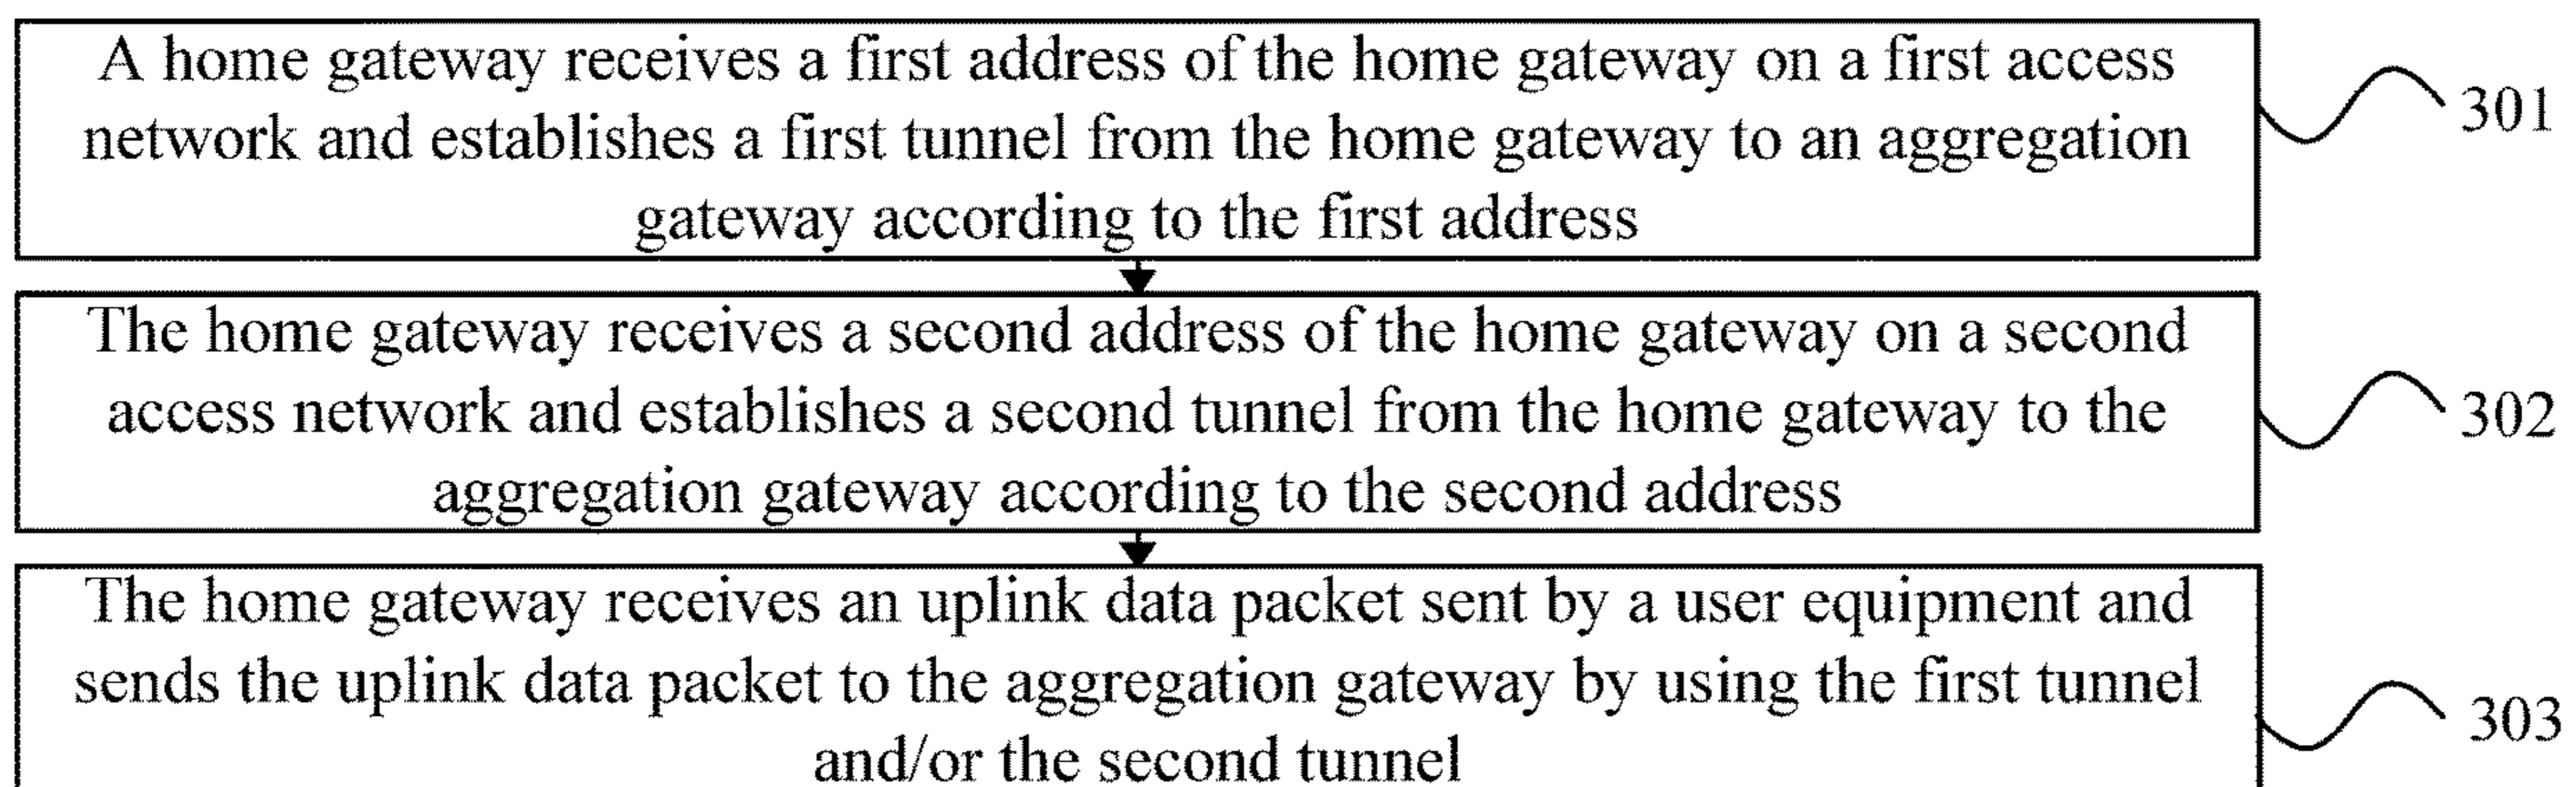 A home gateway receives a first address of the home gateway on a first access
network and establishes a first tunnel from the home gateway to an aggregation
gateway according to the first address
301
The home gateway receives a second address of the home gateway on a second
access network and establishes a second tunnel from the home gateway to the
aggregation gateway according to the second address
302
The home gateway receives an uplink data packet sent by a user equipment and
sends the uplink data packet to the aggregation gateway by using the first tunnel
and/or the second tunnel
303